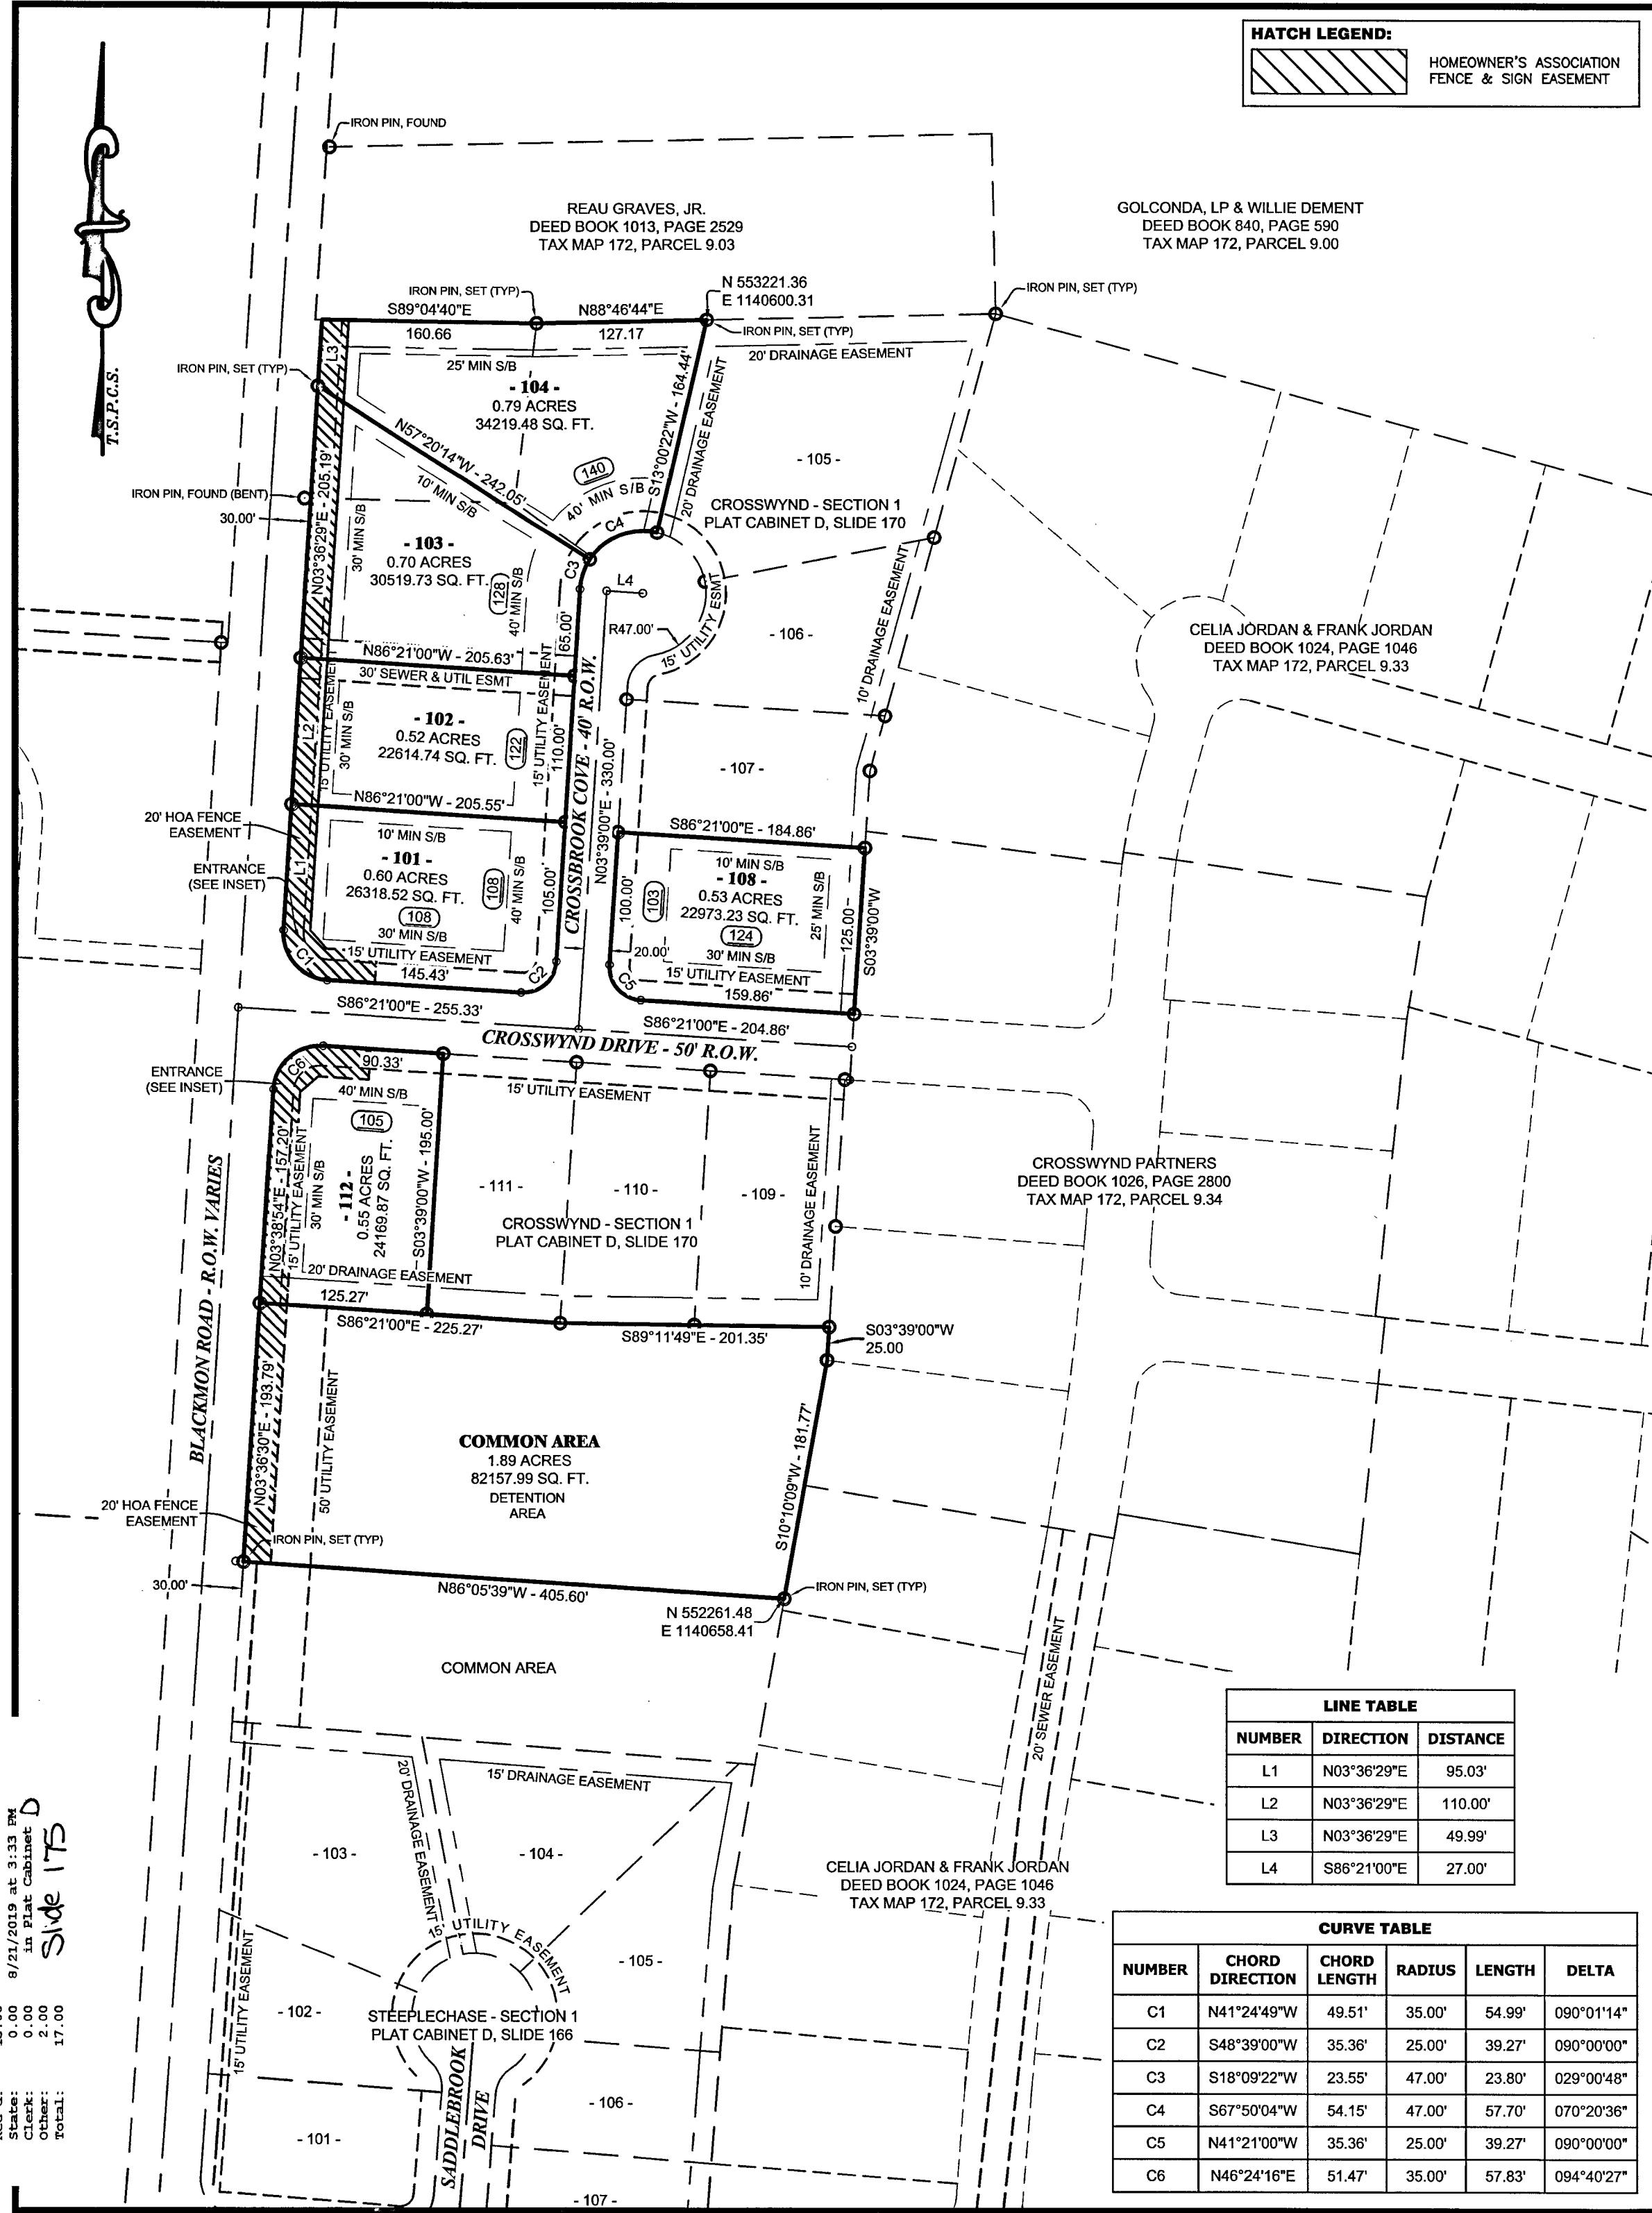 HATCH LEGEND:
HOMEOWNER'S ASSOCIATION
FENCE & SIGN EASEMENT
T.S.P.C.S.
IRON PIN, FOUND
REAU GRAVES, JR.
DEED BOOK 1013, PAGE 2529
TAX MAP 172, PARCEL 9.03
GOLCONDA, LP & WILLIE DEMENT
DEED BOOK 840, PAGE 590
TAX MAP 172, PARCEL 9.00
IRON PIN, SET (TYP)
N 553221.36
E 1140600.31
IRON PIN, SET (TYP)
S89°04'40"E
160.66
N88°46'44"E
127.17
IRON PIN, SET (TYP)
20' DRAINAGE EASEMENT
IRON PIN, SET (TYP)
L3
25' MIN S/B
- 104 -
0.79 ACRES
34219.48 SQ. FT.
S13°00'22"W - 164.44'
20' DRAINAGE EASEMENT
N57°20'14"W - 242.05'
10' MIN S/B
140
40' MIN S/B
C4
- 105 -
CROSSWYND - SECTION 1
PLAT CABINET D, SLIDE 170
IRON PIN, FOUND (BENT)
30.00'
N03°36'29"E - 205.19'
30' MIN S/B
- 103 -
0.70 ACRES
30519.73 SQ. FT.
128
40' MIN S/B
C3
L4
65.00'
R47.00'
15' UTILITY ESMT
- 106 -
10' DRAINAGE EASEMENT
CELIA JORDAN & FRANK JORDAN
DEED BOOK 1024, PAGE 1046
TAX MAP 172, PARCEL 9.33
N86°21'00"W - 205.63'
30' SEWER & UTIL ESMT
15' UTILITY EASEMENT
L2
30' MIN S/B
- 102 -
0.52 ACRES
22614.74 SQ. FT.
122
15' UTILITY EASEMENT
110.00'
CROSSBROOK COVE - 40' R.O.W.
N03°39'00"E - 330.00'
- 107 -
N86°21'00"W - 205.55'
20' HOA FENCE
EASEMENT
ENTRANCE
(SEE INSET)
L1
10' MIN S/B
- 101 -
0.60 ACRES
26318.52 SQ. FT.
108
30' MIN S/B
108
40' MIN S/B
105.00'
15' UTILITY EASEMENT
C1
145.43'
C2
S86°21'00"E - 184.86'
10' MIN S/B
- 108 -
0.53 ACRES
22973.23 SQ. FT.
124
30' MIN S/B
103
100.00'
25' MIN S/B
125.00
S03°39'00"W
20.00'
C5
15' UTILITY EASEMENT
159.86'
S86°21'00"E - 255.33'
S86°21'00"E - 204.86'
CROSSWYND DRIVE - 50' R.O.W.
ENTRANCE
(SEE INSET)
C6
90.33'
40' MIN S/B
105
15' UTILITY EASEMENT
N03°38'54"E - 157.20'
15' UTILITY EASEMENT
30' MIN S/B
- 112 -
0.55 ACRES
24169.87 SQ. FT.
S03°39'00"W - 195.00'
- 111 -
- 110 -
- 109 -
CROSSWYND - SECTION 1
PLAT CABINET D, SLIDE 170
10' DRAINAGE EASEMENT
CROSSWYND PARTNERS
DEED BOOK 1026, PAGE 2800
TAX MAP 172, PARCEL 9.34
BLACKMON ROAD - R.O.W. VARIES
20' DRAINAGE EASEMENT
125.27'
S86°21'00"E - 225.27'
S89°11'49"E - 201.35'
S03°39'00"W
25.00
N03°36'30"E - 193.79'
50' UTILITY EASEMENT
COMMON AREA
1.89 ACRES
82157.99 SQ. FT.
DETENTION
AREA
S10°10'09"W - 181.77'
20' HOA FENCE
EASEMENT
IRON PIN, SET (TYP)
30.00'
N86°05'39"W - 405.60'
IRON PIN, SET (TYP)
N 552261.48
E 1140658.41
COMMON AREA
20' SEWER EASEMENT
20' DRAINAGE EASEMENT
15' DRAINAGE EASEMENT
- 103 -
- 104 -
CELIA JORDAN & FRANK JORDAN
DEED BOOK 1024, PAGE 1046
TAX MAP 172, PARCEL 9.33
15' UTILITY EASEMENT
- 105 -
15' UTILITY EASEMENT
- 102 -
STEEPLECHASE - SECTION 1
PLAT CABINET D, SLIDE 166
SADDLEBROOK
DRIVE
- 106 -
- 101 -
- 107 -
8/21/2019 at 3:33 PM
in Plat Cabinet D
Slide 175
State: 0.00
Clerk: 0.00
Other: 2.00
Total: 17.00
LINE TABLE
NUMBER DIRECTION DISTANCE
L1 N03°36'29"E 95.03'
L2 N03°36'29"E 110.00'
L3 N03°36'29"E 49.99'
L4 S86°21'00"E 27.00'
CURVE TABLE
NUMBER CHORD DIRECTION CHORD LENGTH RADIUS LENGTH DELTA
C1 N41°24'49"W 49.51' 35.00' 54.99' 090°01'14"
C2 S48°39'00"W 35.36' 25.00' 39.27' 090°00'00"
C3 S18°09'22"W 23.55' 47.00' 23.80' 029°00'48"
C4 S67°50'04"W 54.15' 47.00' 57.70' 070°20'36"
C5 N41°21'00"W 35.36' 25.00' 39.27' 090°00'00"
C6 N46°24'16"E 51.47' 35.00' 57.83' 094°40'27"